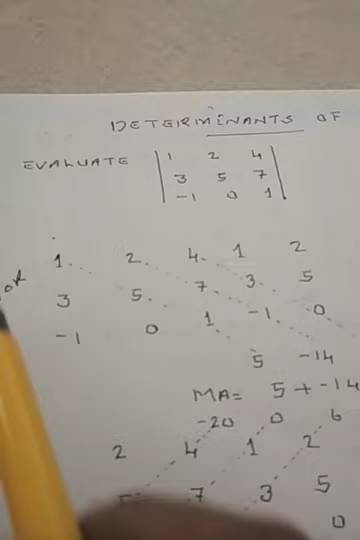 DETERMINANTS OF
EVALUATE | 1 2 4 |
| 3 5 7 |
| -1 0 1 |
1 2 4 1 2
3 5 7 3 5
-1 0 1 -1 0
5 -14
MA= 5 + -14
-20 0 6
2 4 1 2
7 3 5
0